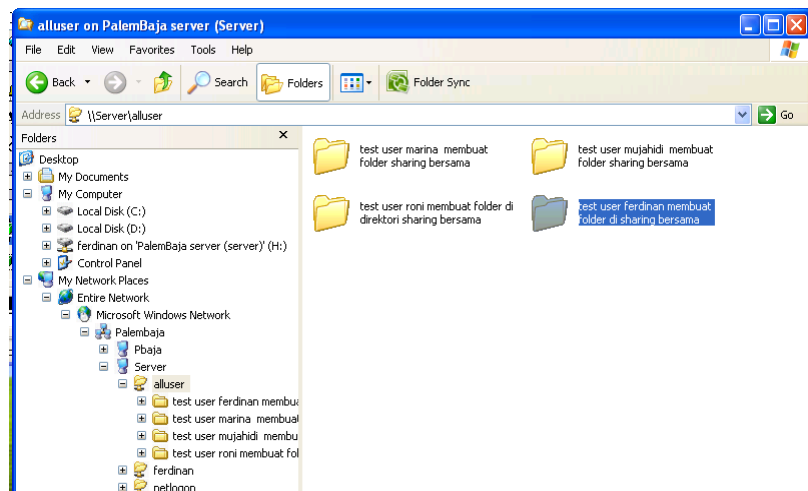 alluser on PalemBaja server (Server)
File Edit View Favorites Tools Help
Back Search Folders Folder Sync
Address \\Server\alluser Go
Folders x
Desktop
My Documents
My Computer
Local Disk (C:)
Local Disk (D:)
ferdinan on 'PalemBaja server (server)' (H:)
Control Panel
My Network Places
Entire Network
Microsoft Windows Network
Palembaja
Pbaja
Server
alluser
test user ferdinan membua
test user marina membuat
test user mujahidi membu
test user roni membuat fol
ferdinan
netlogon
test user marina membuat
folder sharing bersama
test user mujahidi membuat
folder sharing bersama
test user roni membuat folder di
direktori sharing bersama
test user ferdinan membuat
folder di sharing bersama